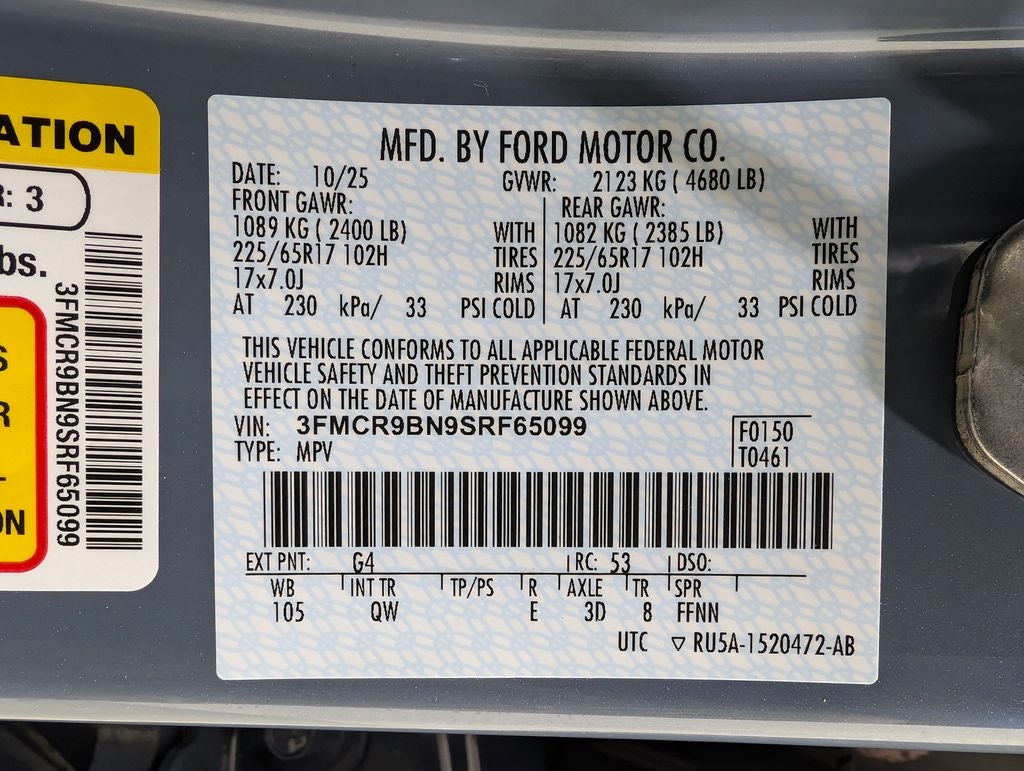 ATION
R: 3
bs.
3FMCR9BN9SRF65099
S
R
L
ON
MFD. BY FORD MOTOR CO.
DATE: 10/25 GVWR: 2123 KG ( 4680 LB)
FRONT GAWR: REAR GAWR:
1089 KG ( 2400 LB) WITH 1082 KG ( 2385 LB) WITH
225/65R17 102H TIRES 225/65R17 102H TIRES
17x7.0J RIMS 17x7.0J RIMS
AT 230 kPa/ 33 PSI COLD AT 230 kPa/ 33 PSI COLD
THIS VEHICLE CONFORMS TO ALL APPLICABLE FEDERAL MOTOR
VEHICLE SAFETY AND THEFT PREVENTION STANDARDS IN
EFFECT ON THE DATE OF MANUFACTURE SHOWN ABOVE.
VIN: 3FMCR9BN9SRF65099 F0150
TYPE: MPV T0461
EXT PNT: G4 RC: 53 DSO:
WB INT TR TP/PS R AXLE TR SPR
105 QW E 3D 8 FFNN
UTC ▽ RU5A-1520472-AB